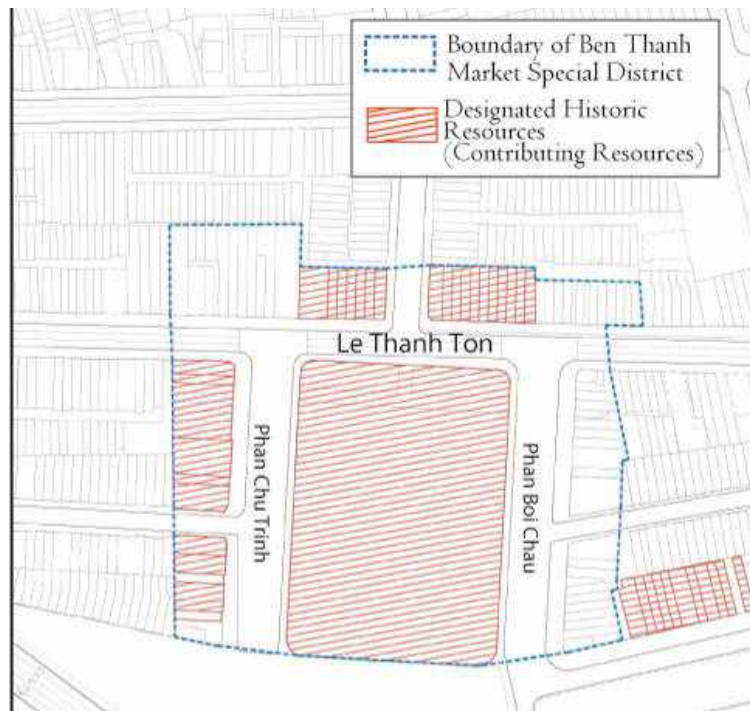 Boundary of Ben Thanh
Market Special District
Designated Historic
Resources
(Contributing Resources)
Le Thanh Ton
Phan Chu Trinh
Phan Boi Chau